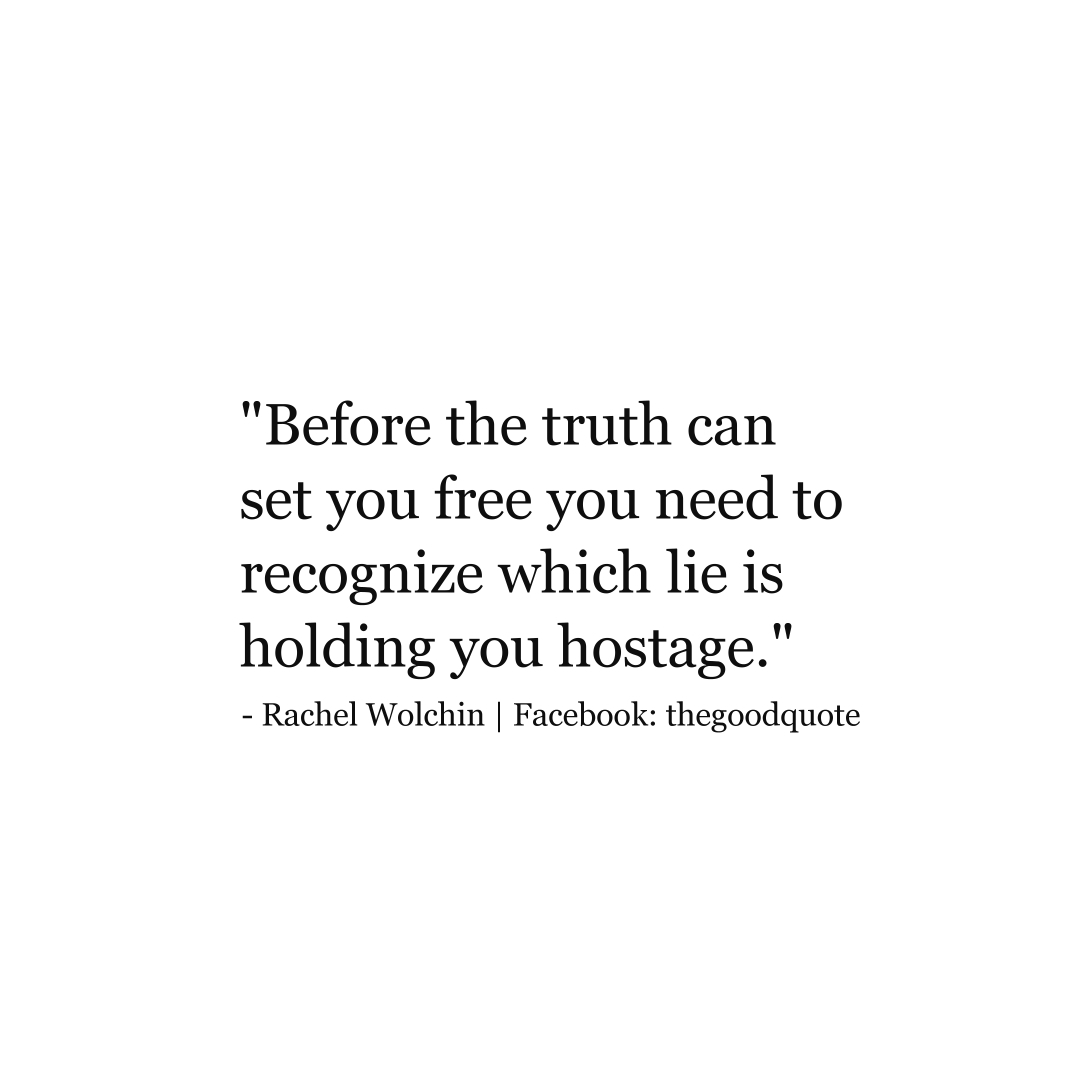 "Before the truth can
set you free you need to
recognize which lie is
holding you hostage."
- Rachel Wolchin | Facebook: thegoodquote